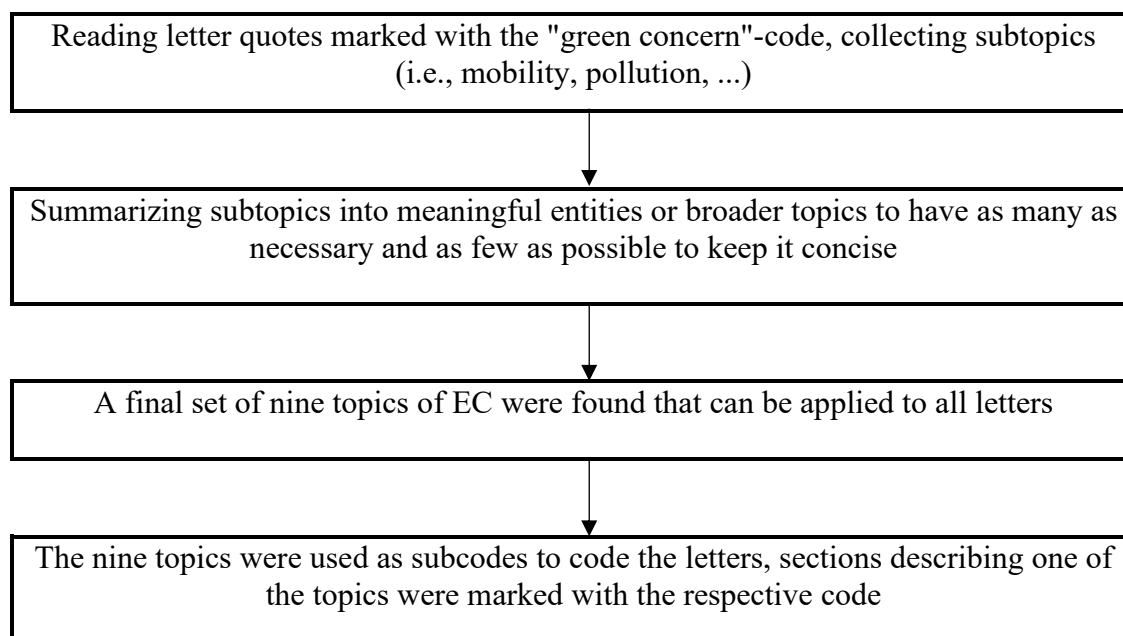 Reading letter quotes marked with the "green concern"-code, collecting subtopics
(i.e., mobility, pollution, ...)
Summarizing subtopics into meaningful entities or broader topics to have as many as
necessary and as few as possible to keep it concise
A final set of nine topics of EC were found that can be applied to all letters
The nine topics were used as subcodes to code the letters, sections describing one of
the topics were marked with the respective code